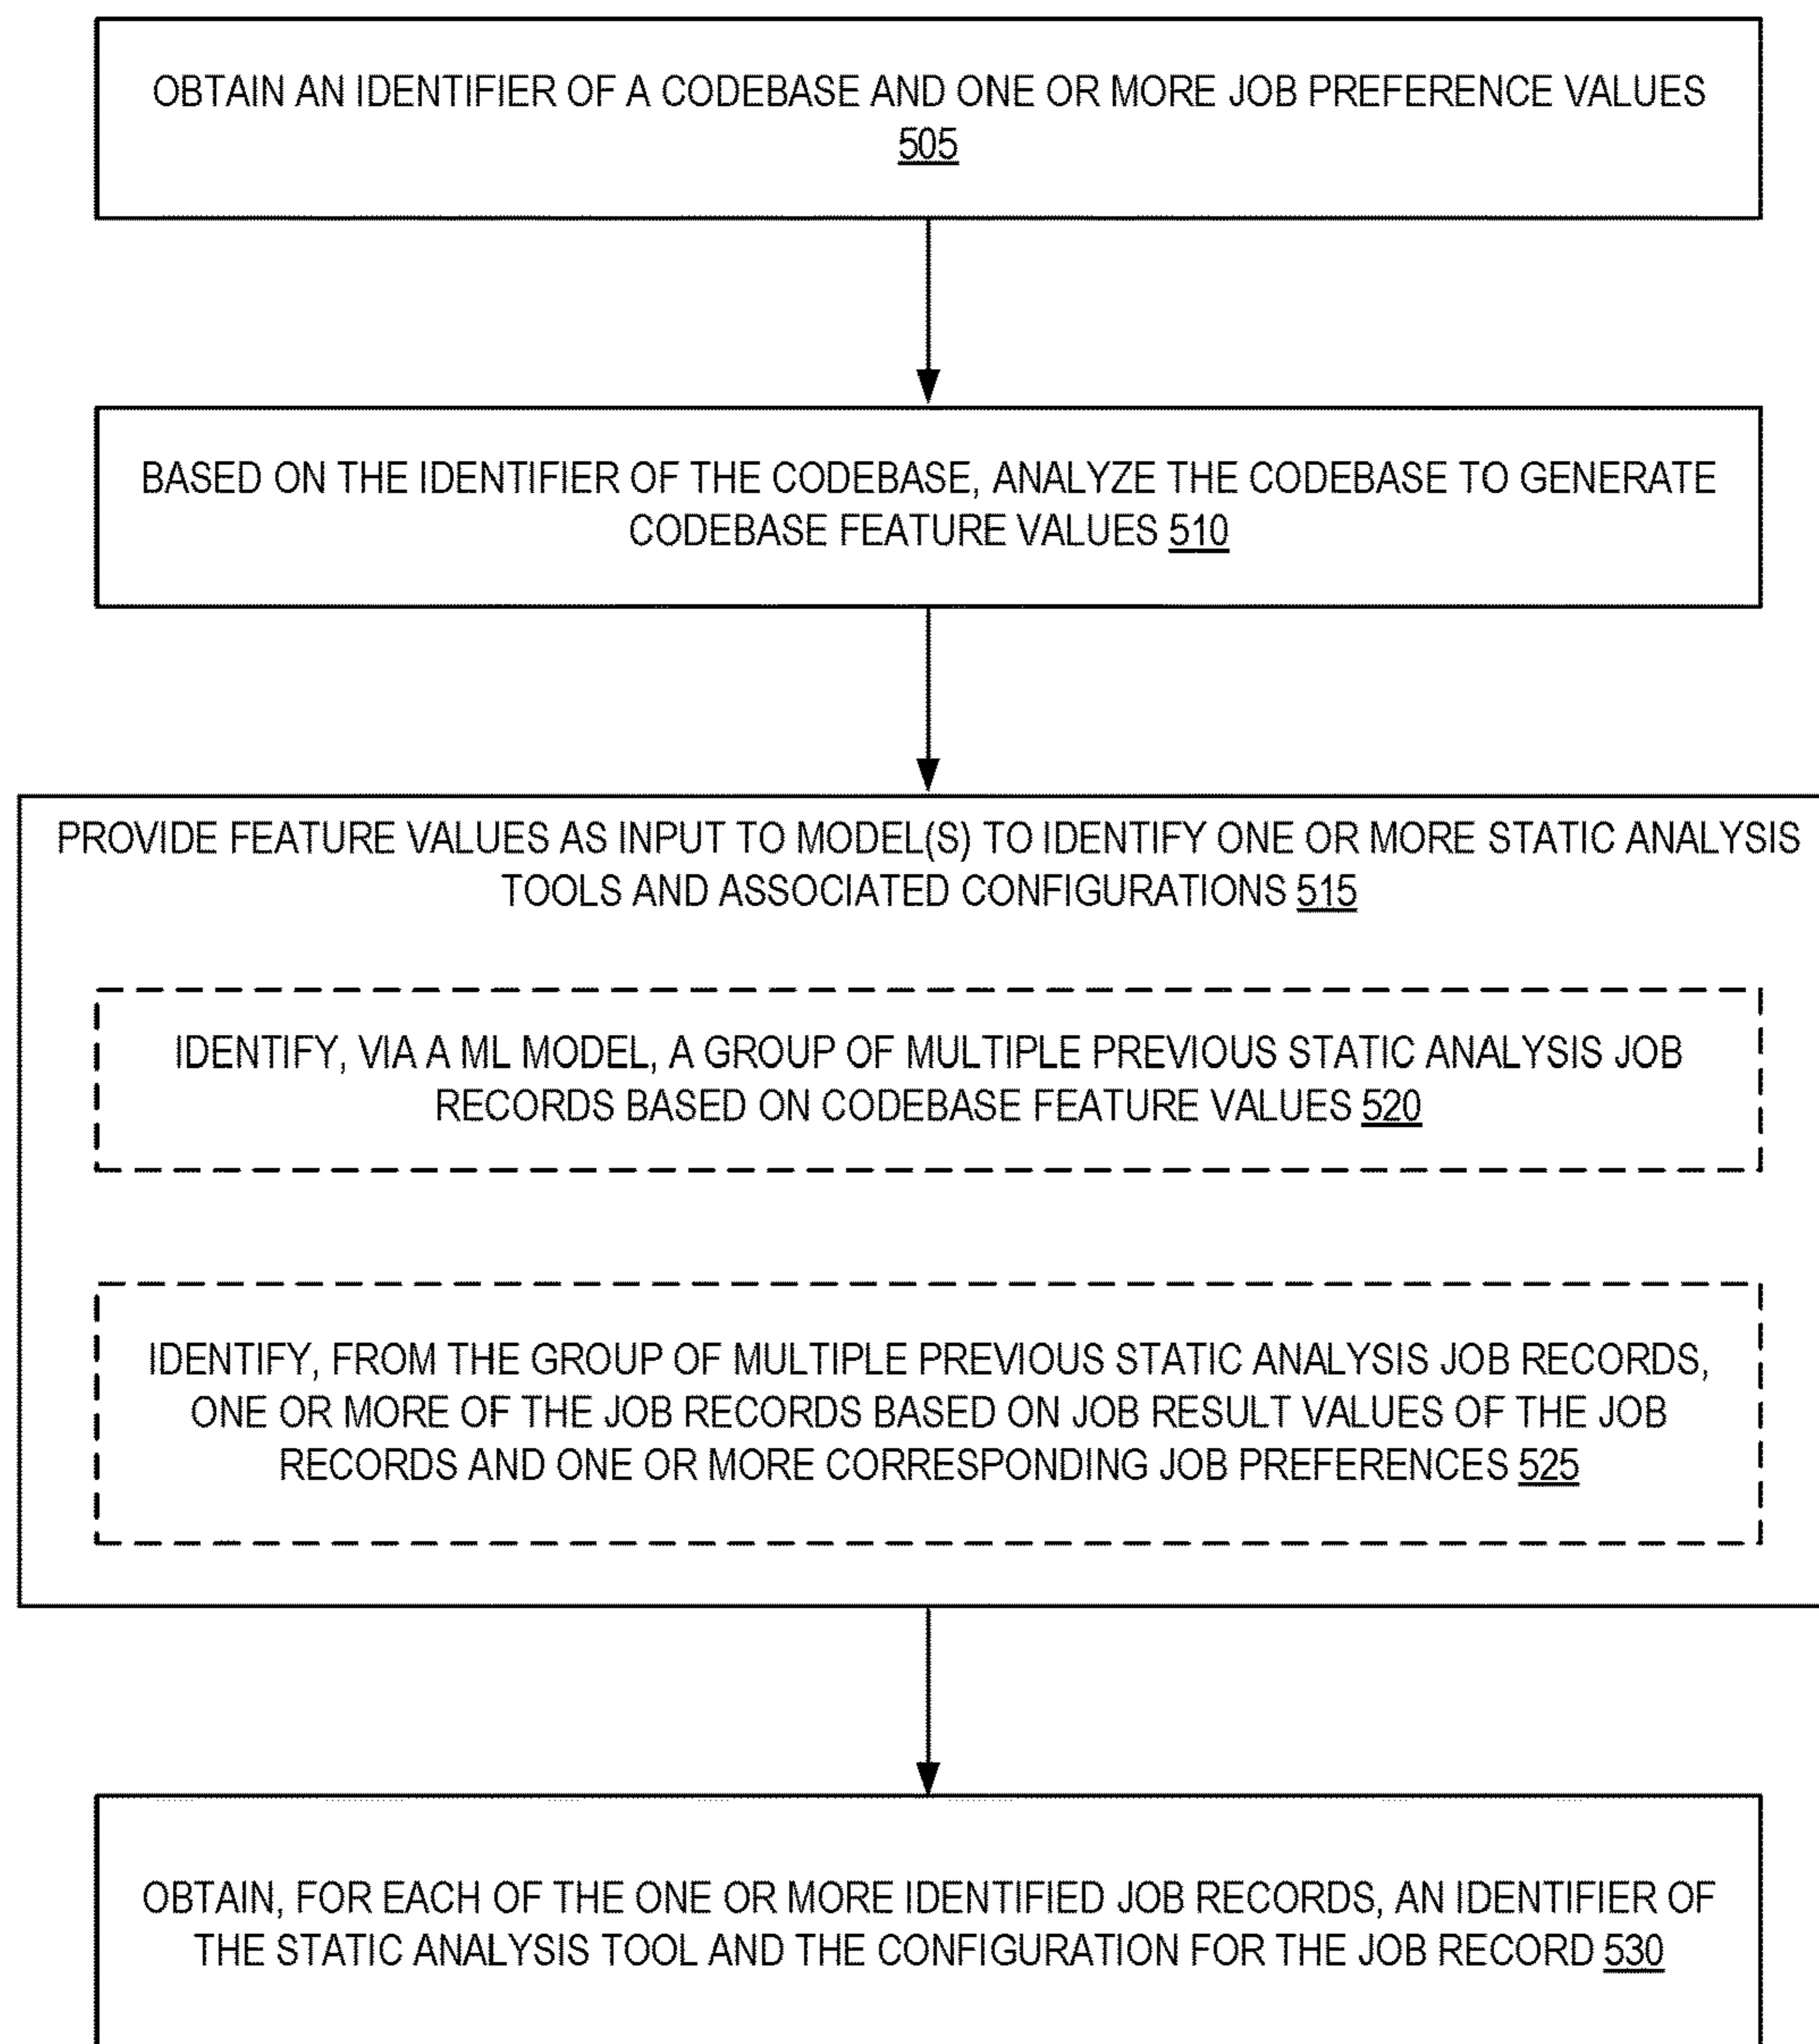 OBTAIN AN IDENTIFIER OF A CODEBASE AND ONE OR MORE JOB PREFERENCE VALUES
505
BASED ON THE IDENTIFIER OF THE CODEBASE, ANALYZE THE CODEBASE TO GENERATE
CODEBASE FEATURE VALUES 510
PROVIDE FEATURE VALUES AS INPUT TO MODEL(S) TO IDENTIFY ONE OR MORE STATIC ANALYSIS
TOOLS AND ASSOCIATED CONFIGURATIONS 515
IDENTIFY, VIA A ML MODEL, A GROUP OF MULTIPLE PREVIOUS STATIC ANALYSIS JOB
RECORDS BASED ON CODEBASE FEATURE VALUES 520
IDENTIFY, FROM THE GROUP OF MULTIPLE PREVIOUS STATIC ANALYSIS JOB RECORDS,
ONE OR MORE OF THE JOB RECORDS BASED ON JOB RESULT VALUES OF THE JOB
RECORDS AND ONE OR MORE CORRESPONDING JOB PREFERENCES 525
OBTAIN, FOR EACH OF THE ONE OR MORE IDENTIFIED JOB RECORDS, AN IDENTIFIER OF
THE STATIC ANALYSIS TOOL AND THE CONFIGURATION FOR THE JOB RECORD 530